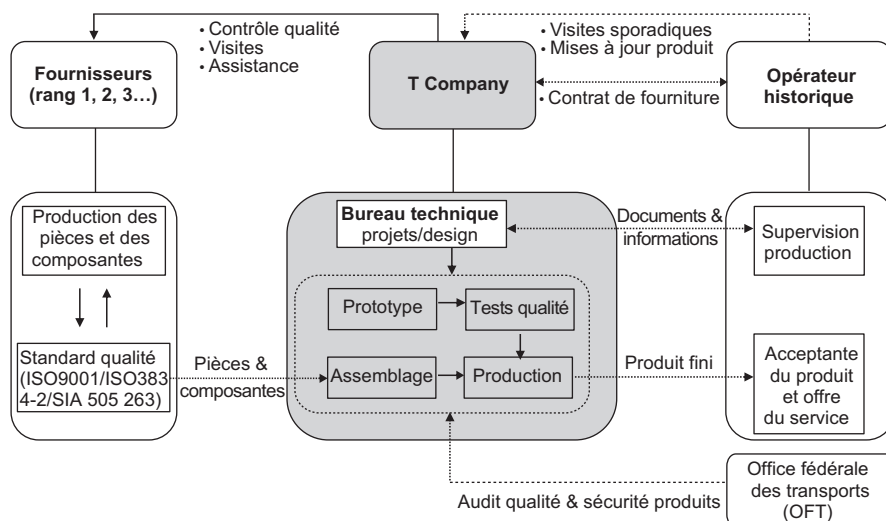 Fournisseurs
(rang 1, 2, 3…)
• Contrôle qualité
• Visites
• Assistance
T Company
• Visites sporadiques
• Mises à jour produit
• Contrat de fourniture
Opérateur
historique
Production des
pièces et des
composantes
Standard qualité
(ISO9001/ISO383
4-2/SIA 505 263)
Pièces &
composantes
Bureau technique
projets/design
Prototype
Tests qualité
Assemblage
Production
Documents &
informations
Produit fini
Supervision
production
Acceptante
du produit
et offre
du service
Audit qualité & sécurité produits
Office fédérale
des transports
(OFT)